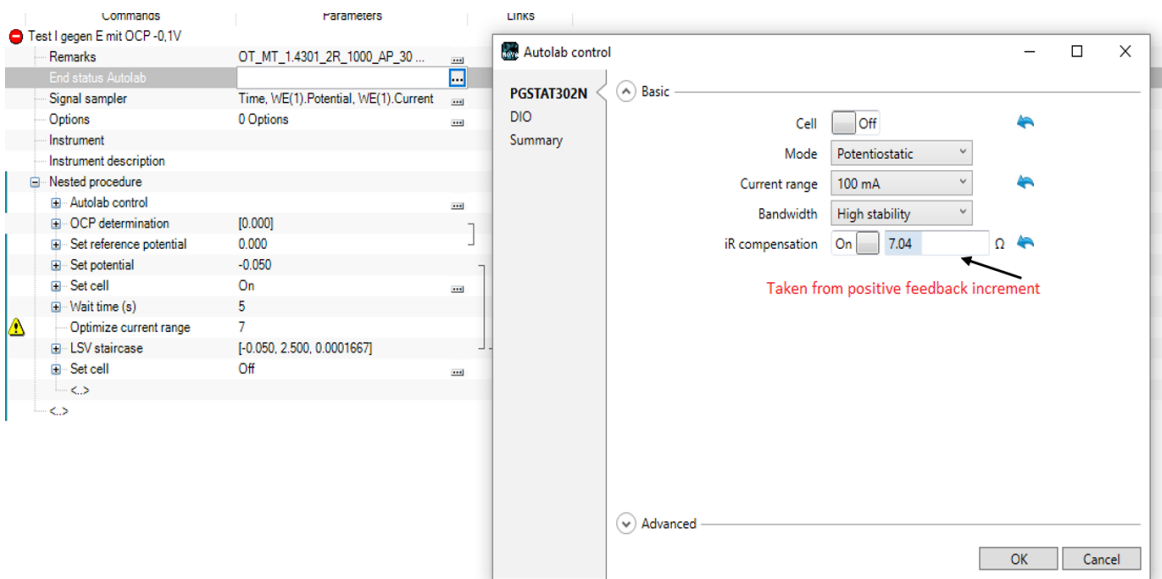 Commands Parameters Links
Test I gegen E mit OCP -0,1V
Remarks OT_MT_1.4301_2R_1000_AP_30 ... ...
End status Autolab ...
Signal sampler Time, WE(1).Potential, WE(1).Current ...
Options 0 Options ...
Instrument
Instrument description
Nested procedure
Autolab control ...
OCP determination [0.000]
Set reference potential 0.000
Set potential -0.050
Set cell On ...
Wait time (s) 5
Optimize current range 7
LSV staircase [-0.050, 2.500, 0.0001667]
Set cell Off ...
<..>
<..>
Autolab control
PGSTAT302N
DIO
Summary
Basic
Cell Off
Mode Potentiostatic
Current range 100 mA
Bandwidth High stability
iR compensation On 7.04 Ω
Taken from positive feedback increment
Advanced
OK Cancel